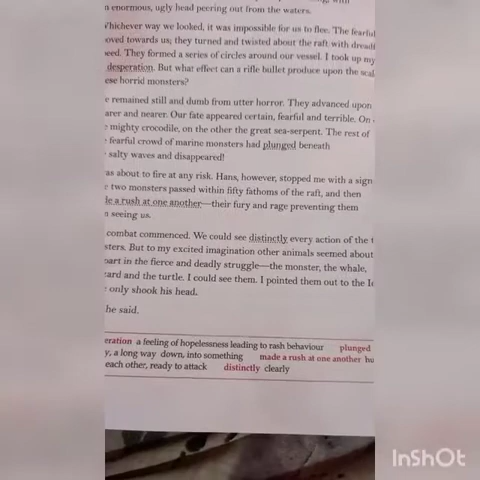 n enormous, ugly head peering out from the waters.
Whichever way we looked, it was impossible for us to flee. The fearful
oved towards us; they turned and twisted about the raft with dreadf
eed. They formed a series of circles around our vessel. I took up my
desperation. But what effect can a rifle bullet produce upon the scal
ese horrid monsters?
e remained still and dumb from utter horror. They advanced upon
arer and nearer. Our fate appeared certain, fearful and terrible. On
mighty crocodile, on the other the great sea-serpent. The rest of
fearful crowd of marine monsters had plunged beneath
salty waves and disappeared!
as about to fire at any risk. Hans, however, stopped me with a sign
two monsters passed within fifty fathoms of the raft, and then
le a rush at one another—their fury and rage preventing them
n seeing us.
combat commenced. We could see distinctly every action of the t
sters. But to my excited imagination other animals seemed about
part in the fierce and deadly struggle—the monster, the whale,
ard and the turtle. I could see them. I pointed them out to the Ic
only shook his head.
he said.
eration a feeling of hopelessness leading to rash behaviour plunged
y, a long way down, into something made a rush at one another hu
each other, ready to attack distinctly clearly
InShOt